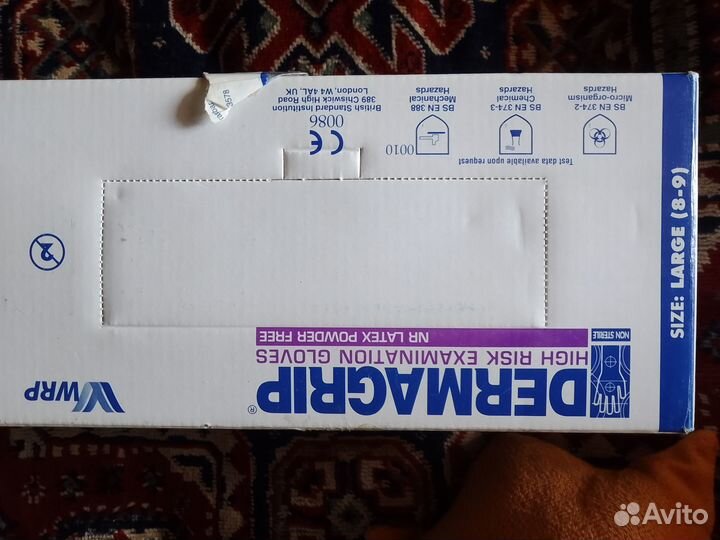 DERMAGRIP®
HIGH RISK EXAMINATION GLOVES
NR LATEX POWDER FREE
NON STERILE
WRP
2
Test data available upon request
BS EN 374-2
Micro-organism
Hazards
BS EN 374-3
Chemical
Hazards
0010
BS EN 388
Mechanical
Hazards
CE
0086
British Standard Institution
389 Chiswick High Road
London, W4 4AL, UK
3578
SIZE: LARGE (8-9)
Avito